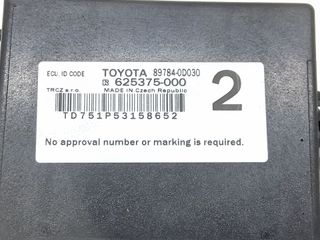 ECU. ID CODE TOYOTA 89784-0D030
625375-000
TRCZ s.r.o. MADE IN Czech Republic
2
TD751P53158652
No approval number or marking is required.